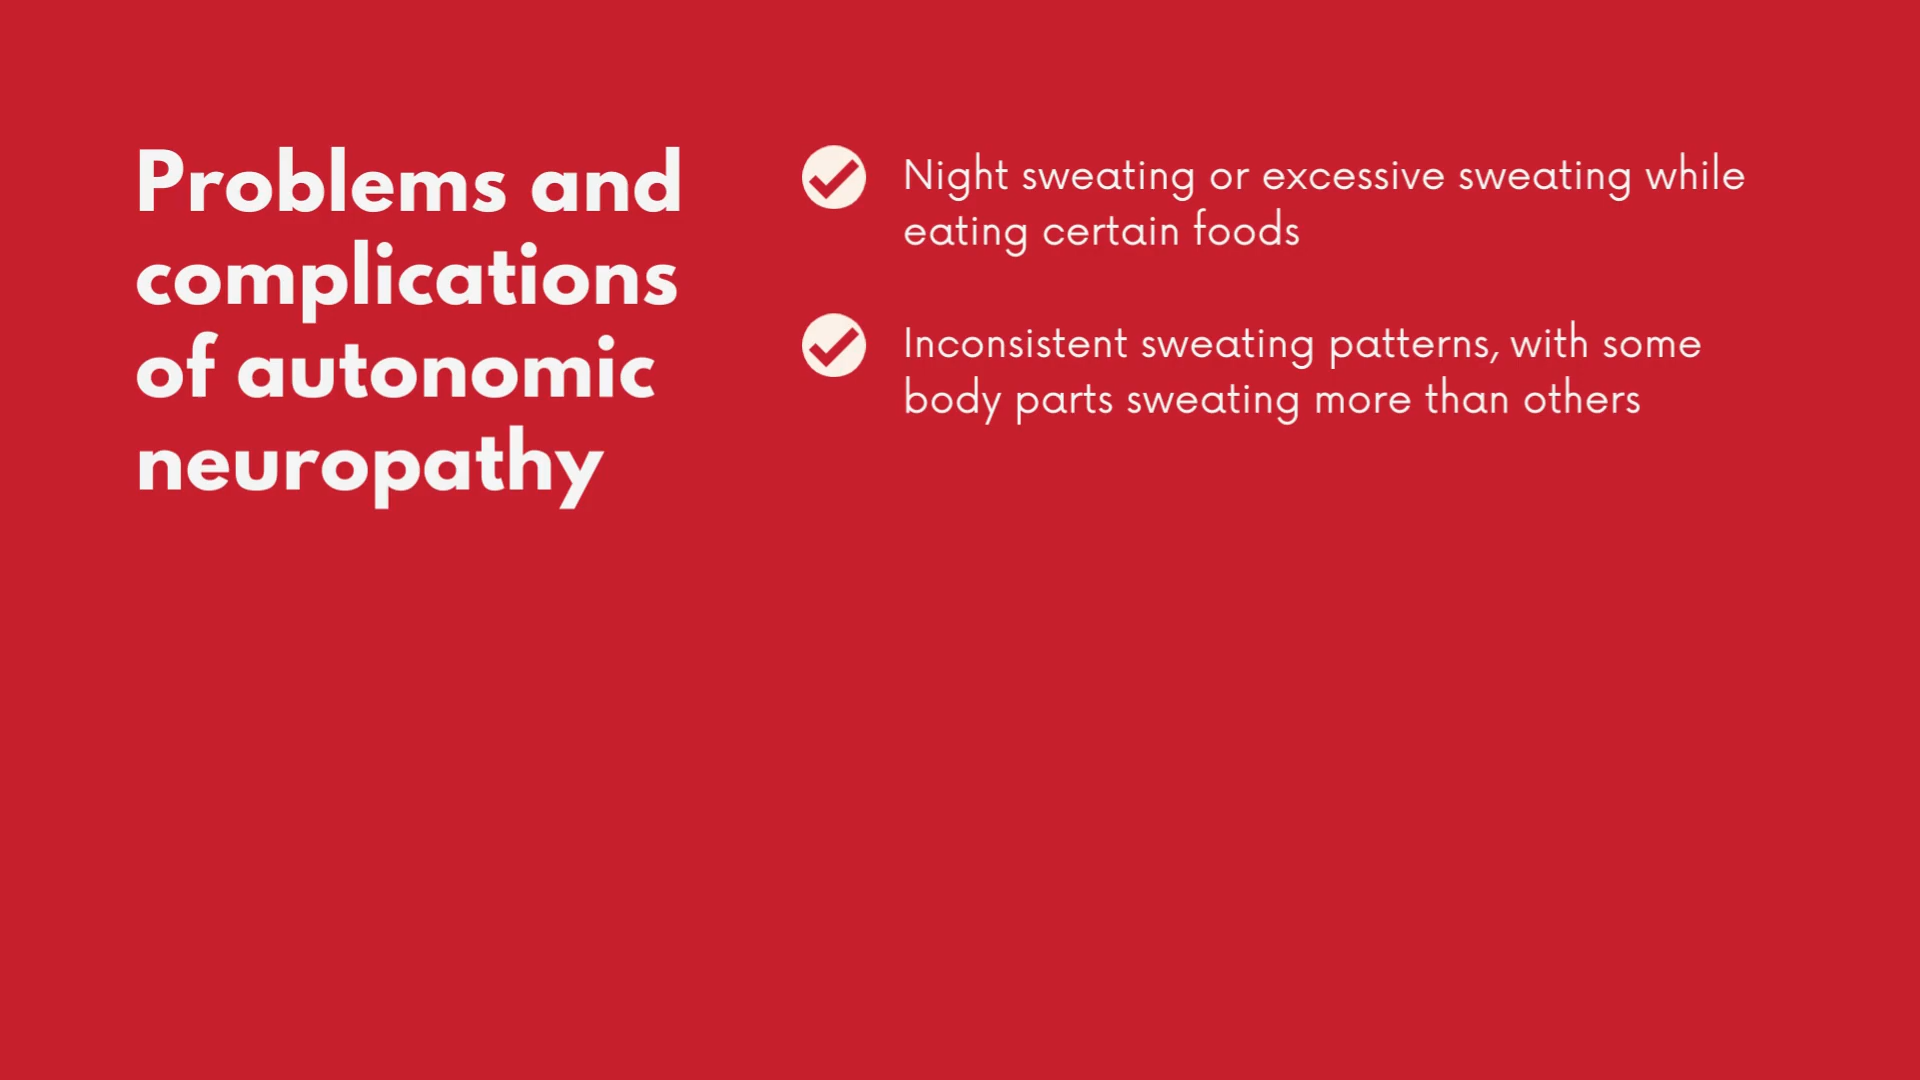 Problems and
complications
of autonomic
neuropathy
Night sweating or excessive sweating while
eating certain foods
Inconsistent sweating patterns, with some
body parts sweating more than others